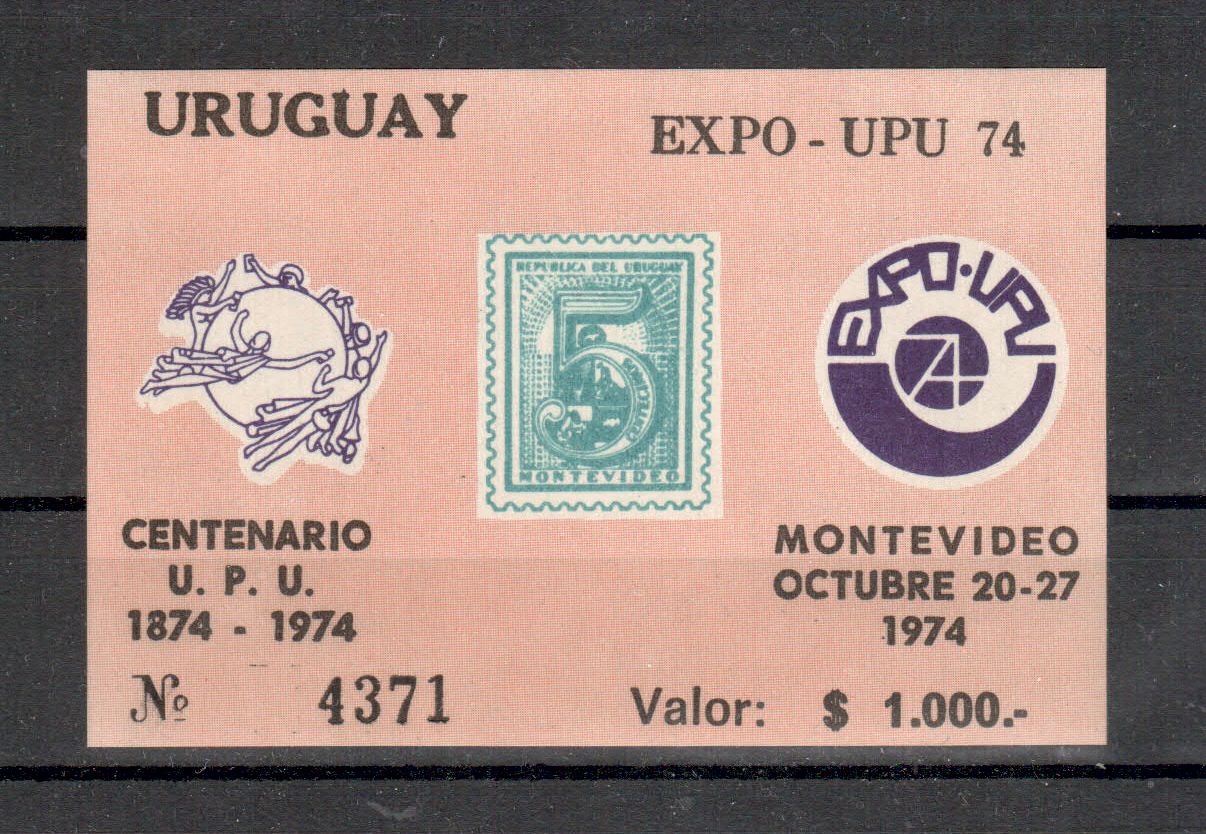 URUGUAY
EXPO - UPU 74
REPUBLICA DEL URUGUAY
5
MONTEVIDEO
EXPO·UPU
74
CENTENARIO
U. P. U.
1874 - 1974
MONTEVIDEO
OCTUBRE 20-27
1974
Nº 4371
Valor: $ 1.000.-